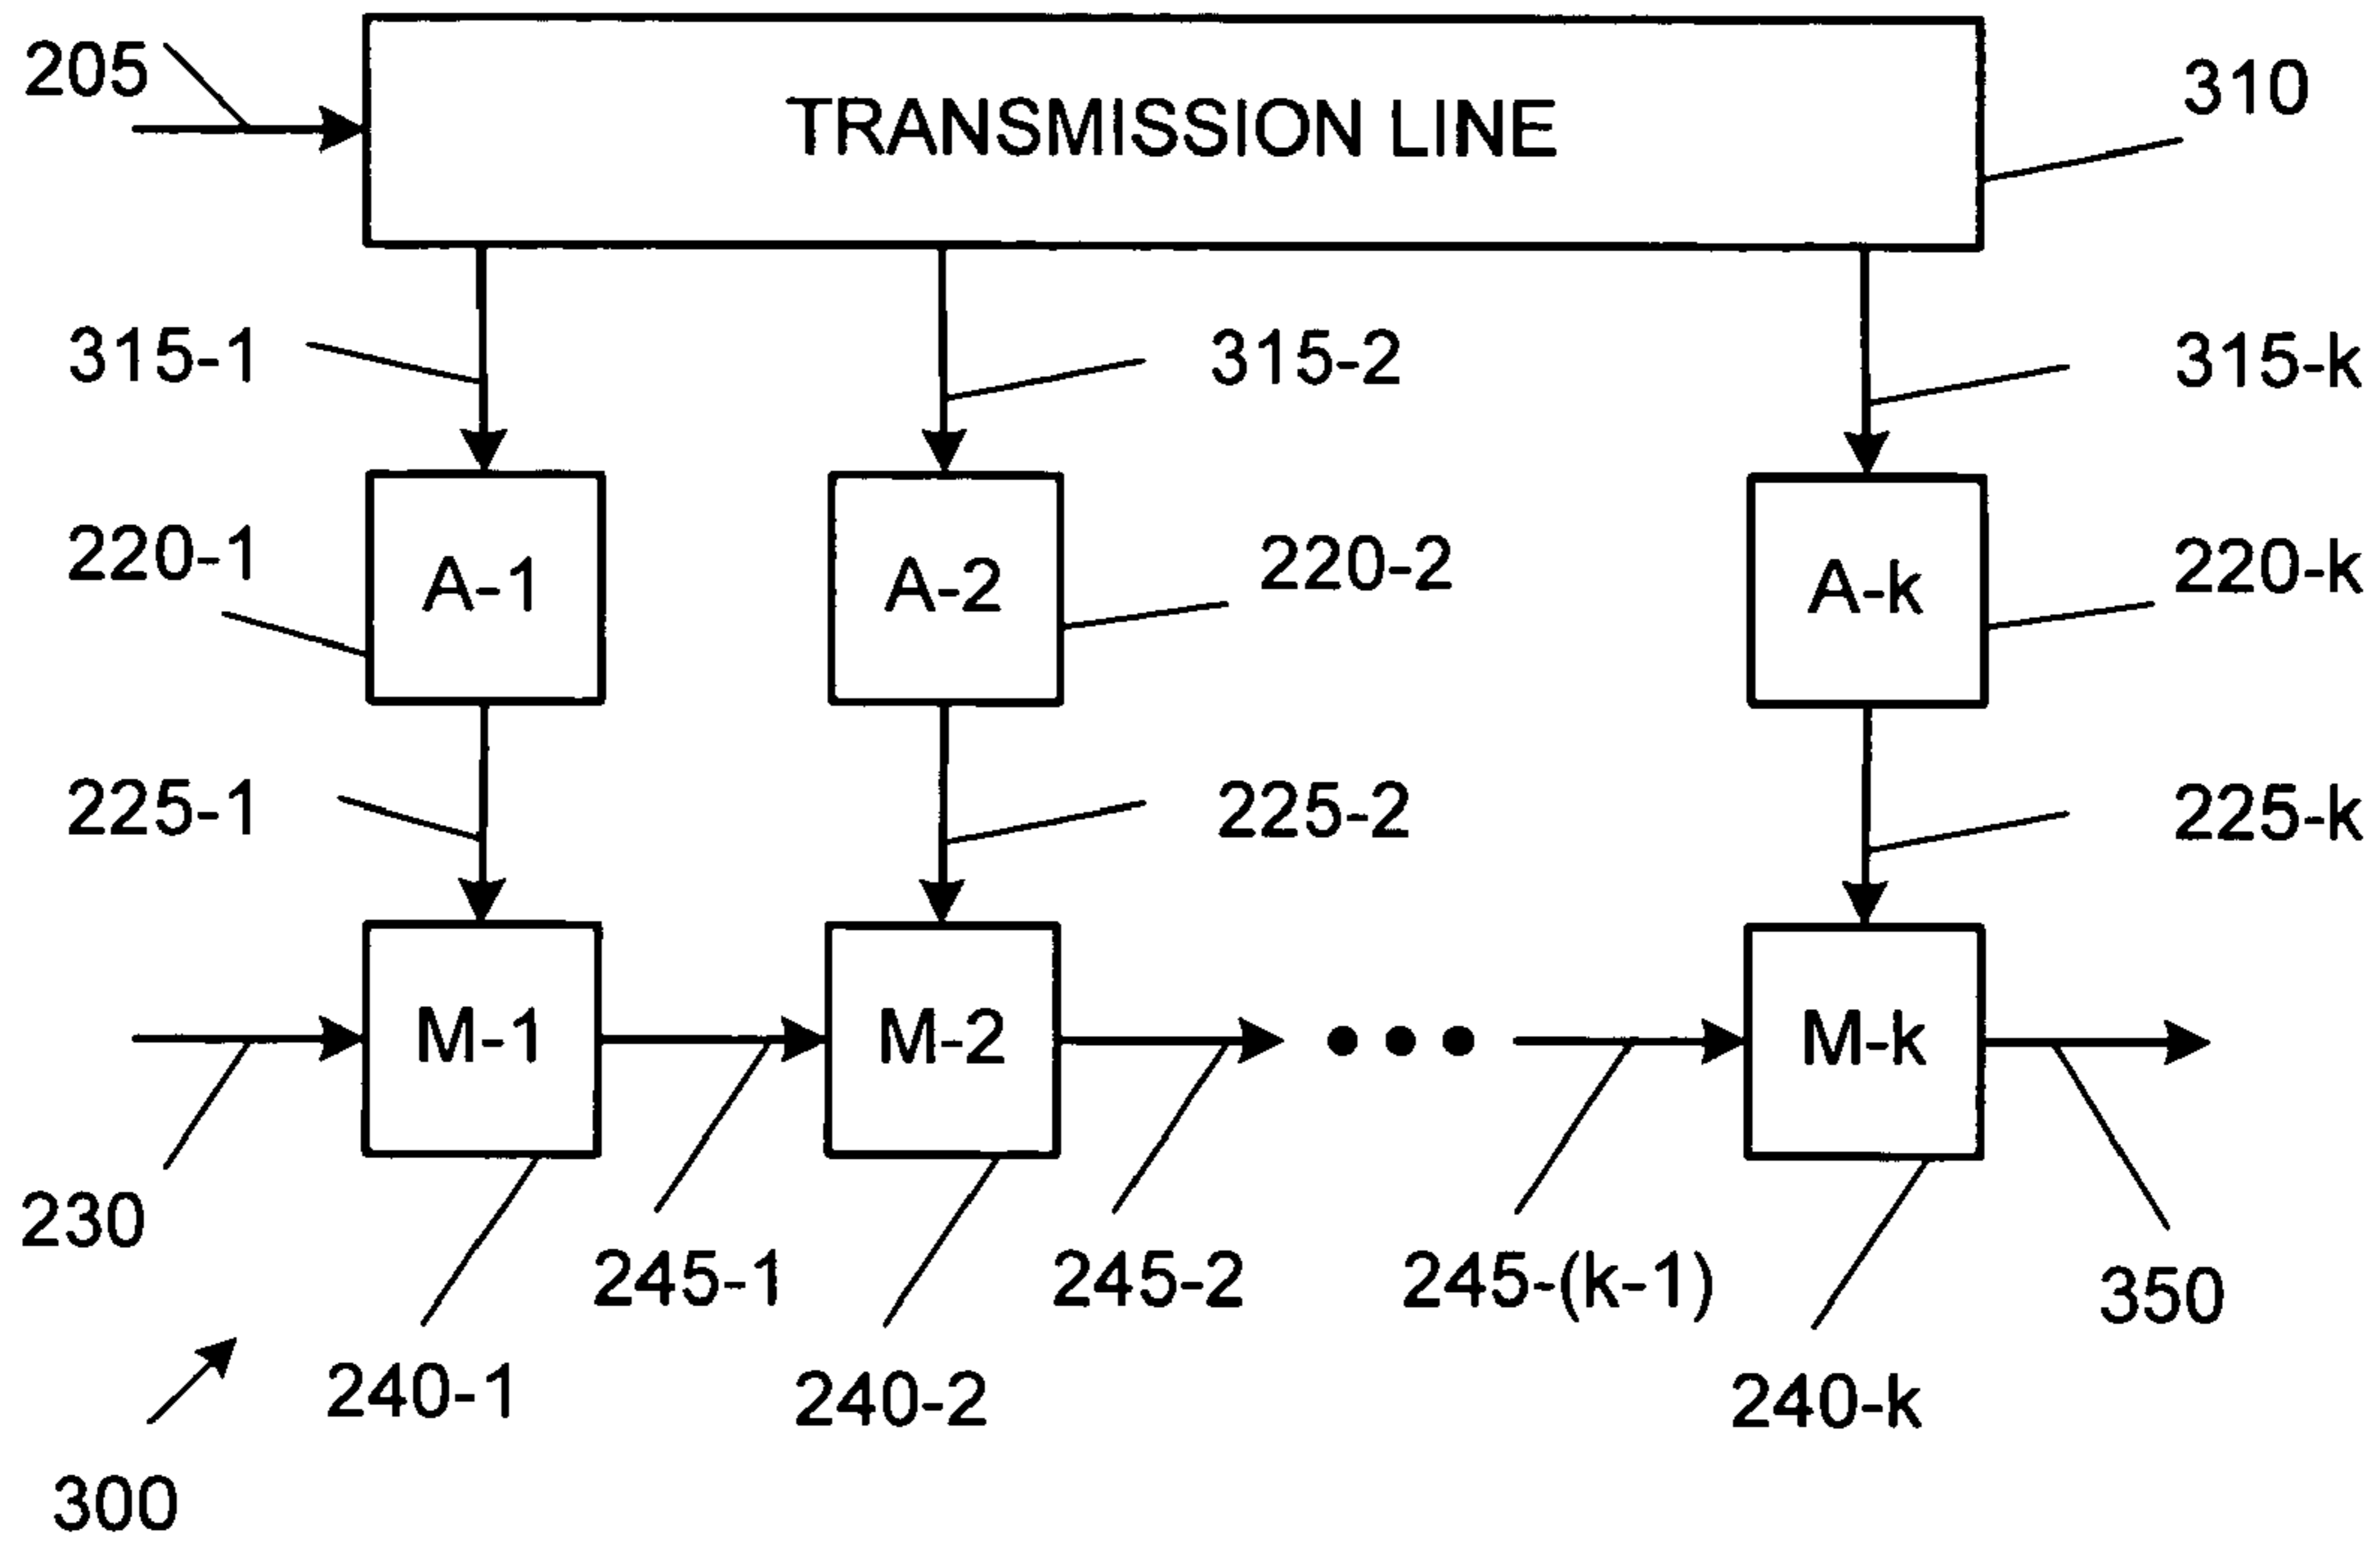 205
TRANSMISSION LINE
310
315-1
315-2
315-k
220-1
A-1
A-2
220-2
A-k
220-k
225-1
225-2
225-k
M-1
M-2
M-k
230
245-1
245-2
245-(k-1)
350
240-1
240-2
240-k
300